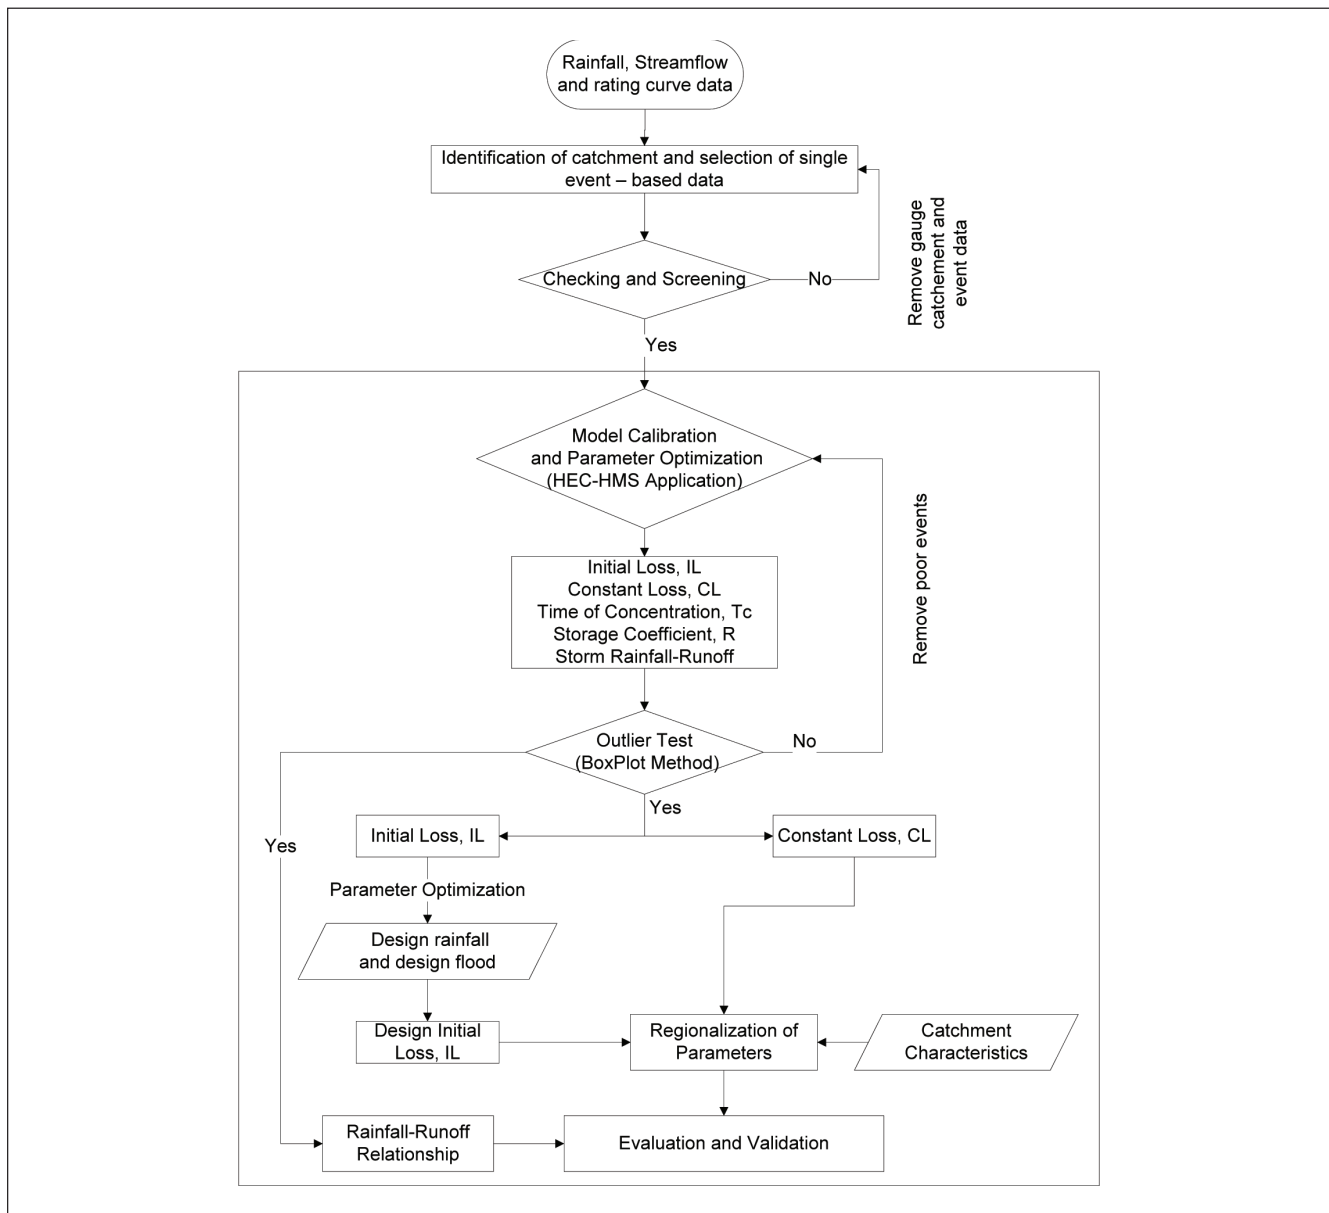 Rainfall, Streamflow
and rating curve data
Identification of catchment and selection of single
event – based data
Remove gauge
catchement and
event data
Checking and Screening
No
Yes
Model Calibration
and Parameter Optimization
(HEC-HMS Application)
Remove poor events
Initial Loss, IL
Constant Loss, CL
Time of Concentration, Tc
Storage Coefficient, R
Storm Rainfall-Runoff
Outlier Test
(BoxPlot Method)
No
Yes
Yes
Initial Loss, IL
Constant Loss, CL
Parameter Optimization
Design rainfall
and design flood
Design Initial
Loss, IL
Regionalization of
Parameters
Catchment
Characteristics
Rainfall-Runoff
Relationship
Evaluation and Validation